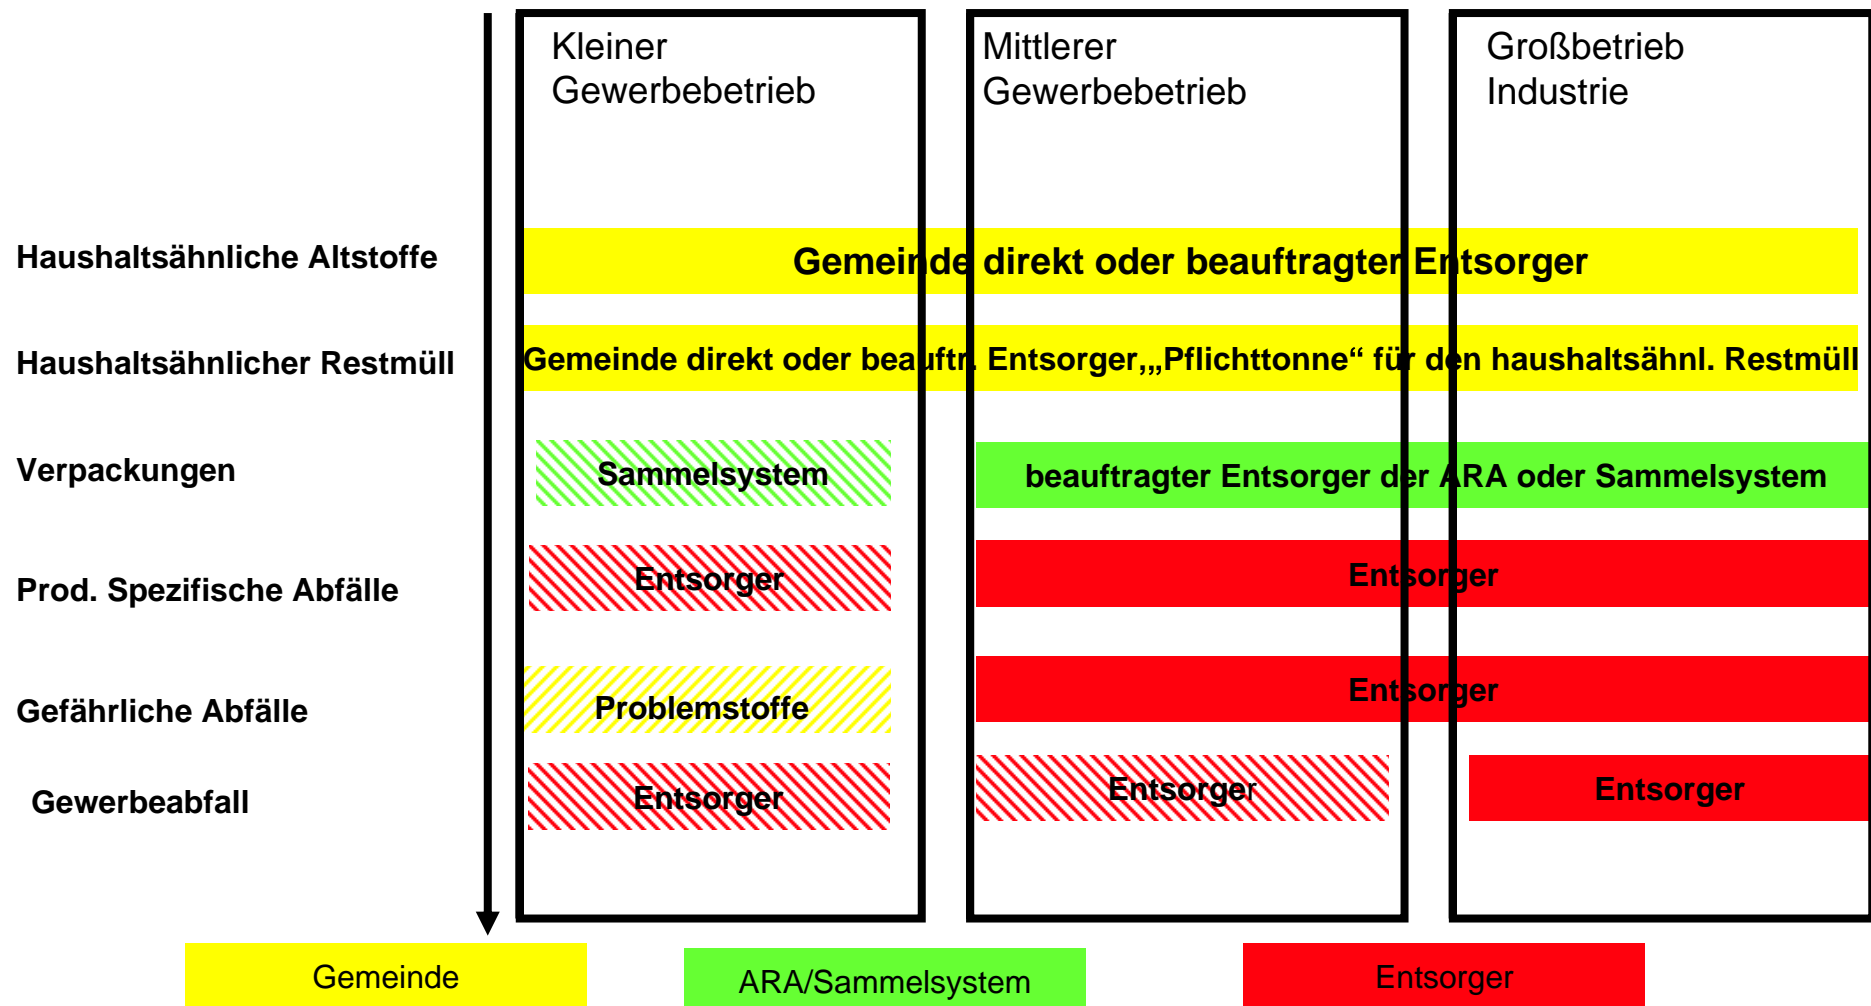 Kleiner
Gewerbebetrieb
Mittlerer
Gewerbebetrieb
Großbetrieb
Industrie
Haushaltsähnliche Altstoffe
Gemeinde direkt oder beauftragter Entsorger
Haushaltsähnlicher Restmüll
Gemeinde direkt oder beauftr. Entsorger,„Pflichttonne“ für den haushaltsähnl. Restmüll
Verpackungen
Sammelsystem
beauftragter Entsorger der ARA oder Sammelsystem
Prod. Spezifische Abfälle
Entsorger
Entsorger
Gefährliche Abfälle
Problemstoffe
Entsorger
Gewerbeabfall
Entsorger
Entsorger
Entsorger
Gemeinde
ARA/Sammelsystem
Entsorger